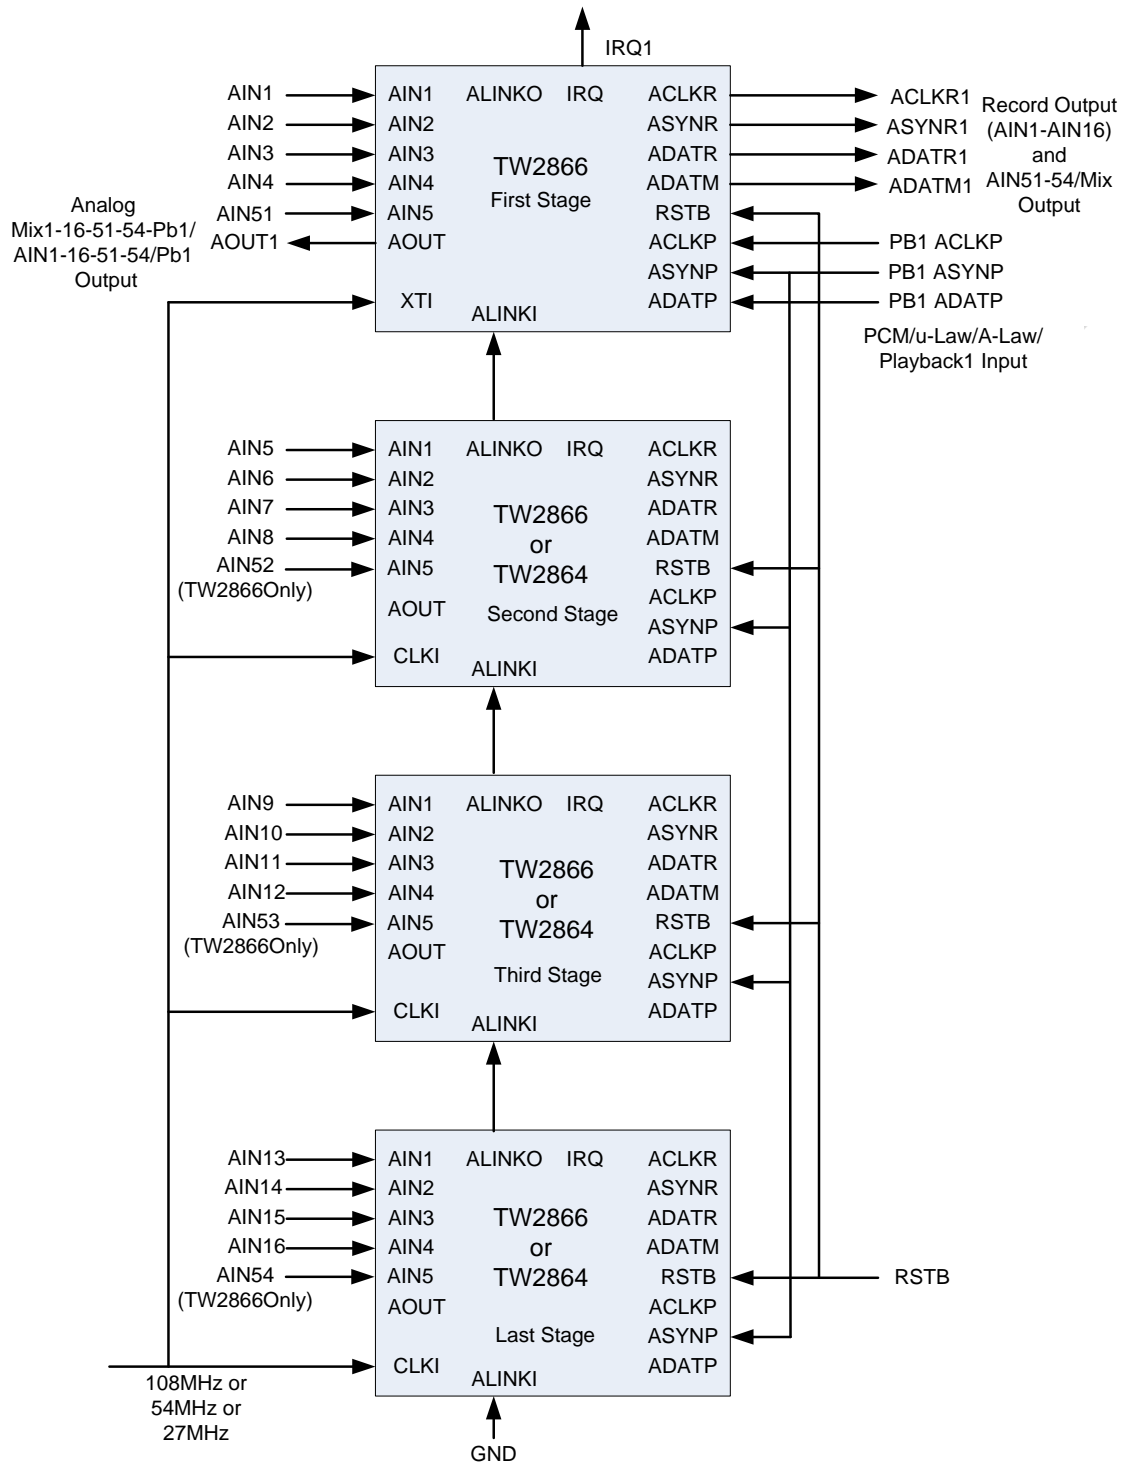 IRQ1
AIN1
AIN2
AIN3
AIN4
AIN51
AOUT1
Analog
Mix1-16-51-54-Pb1/
AIN1-16-51-54/Pb1
Output
AIN1 ALINKO IRQ ACLKR
AIN2 ASYNR
AIN3 ADATR
AIN4 ADATM
AIN5 RSTB
AOUT ACLKP
ASYNP
XTI ADATP
ALINKI
TW2866
First Stage
ACLKR1
ASYNR1
ADATR1
ADATM1
Record Output
(AIN1-AIN16)
and
AIN51-54/Mix
Output
PB1 ACLKP
PB1 ASYNP
PB1 ADATP
PCM/u-Law/A-Law/
Playback1 Input
AIN5
AIN6
AIN7
AIN8
AIN52
(TW2866Only)
AIN1 ALINKO IRQ ACLKR
AIN2 ASYNR
AIN3 ADATR
AIN4 ADATM
AIN5 RSTB
AOUT ACLKP
ASYNP
CLKI ADATP
ALINKI
TW2866
or
TW2864
Second Stage
AIN9
AIN10
AIN11
AIN12
AIN53
(TW2866Only)
AIN1 ALINKO IRQ ACLKR
AIN2 ASYNR
AIN3 ADATR
AIN4 ADATM
AIN5 RSTB
AOUT ACLKP
ASYNP
CLKI ADATP
ALINKI
TW2866
or
TW2864
Third Stage
AIN13
AIN14
AIN15
AIN16
AIN54
(TW2866Only)
AIN1 ALINKO IRQ ACLKR
AIN2 ASYNR
AIN3 ADATR
AIN4 ADATM
AIN5 RSTB
AOUT ACLKP
ASYNP
CLKI ADATP
ALINKI
TW2866
or
TW2864
Last Stage
RSTB
108MHz or
54MHz or
27MHz
GND